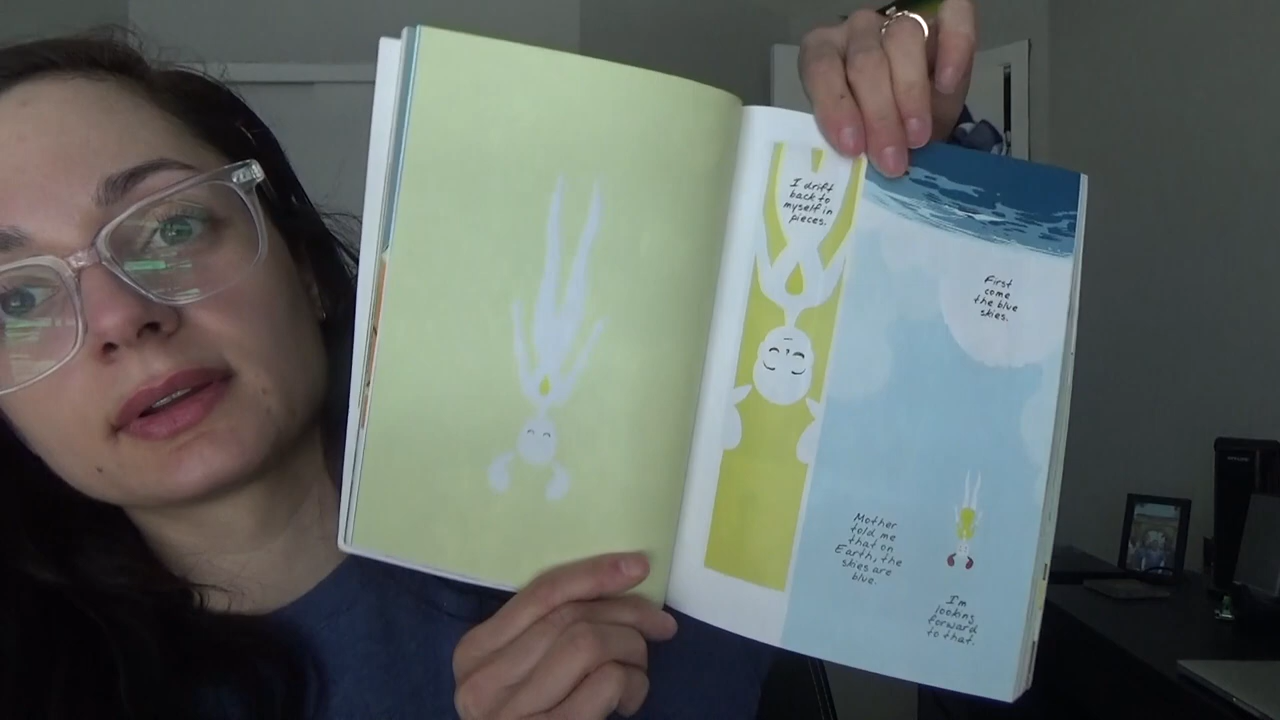 I drift
back to
myself in
pieces.
First
come
the blue
skies.
Mother
told me
that on
Earth, the
skies are
blue.
I'm
looking
forward
to that.